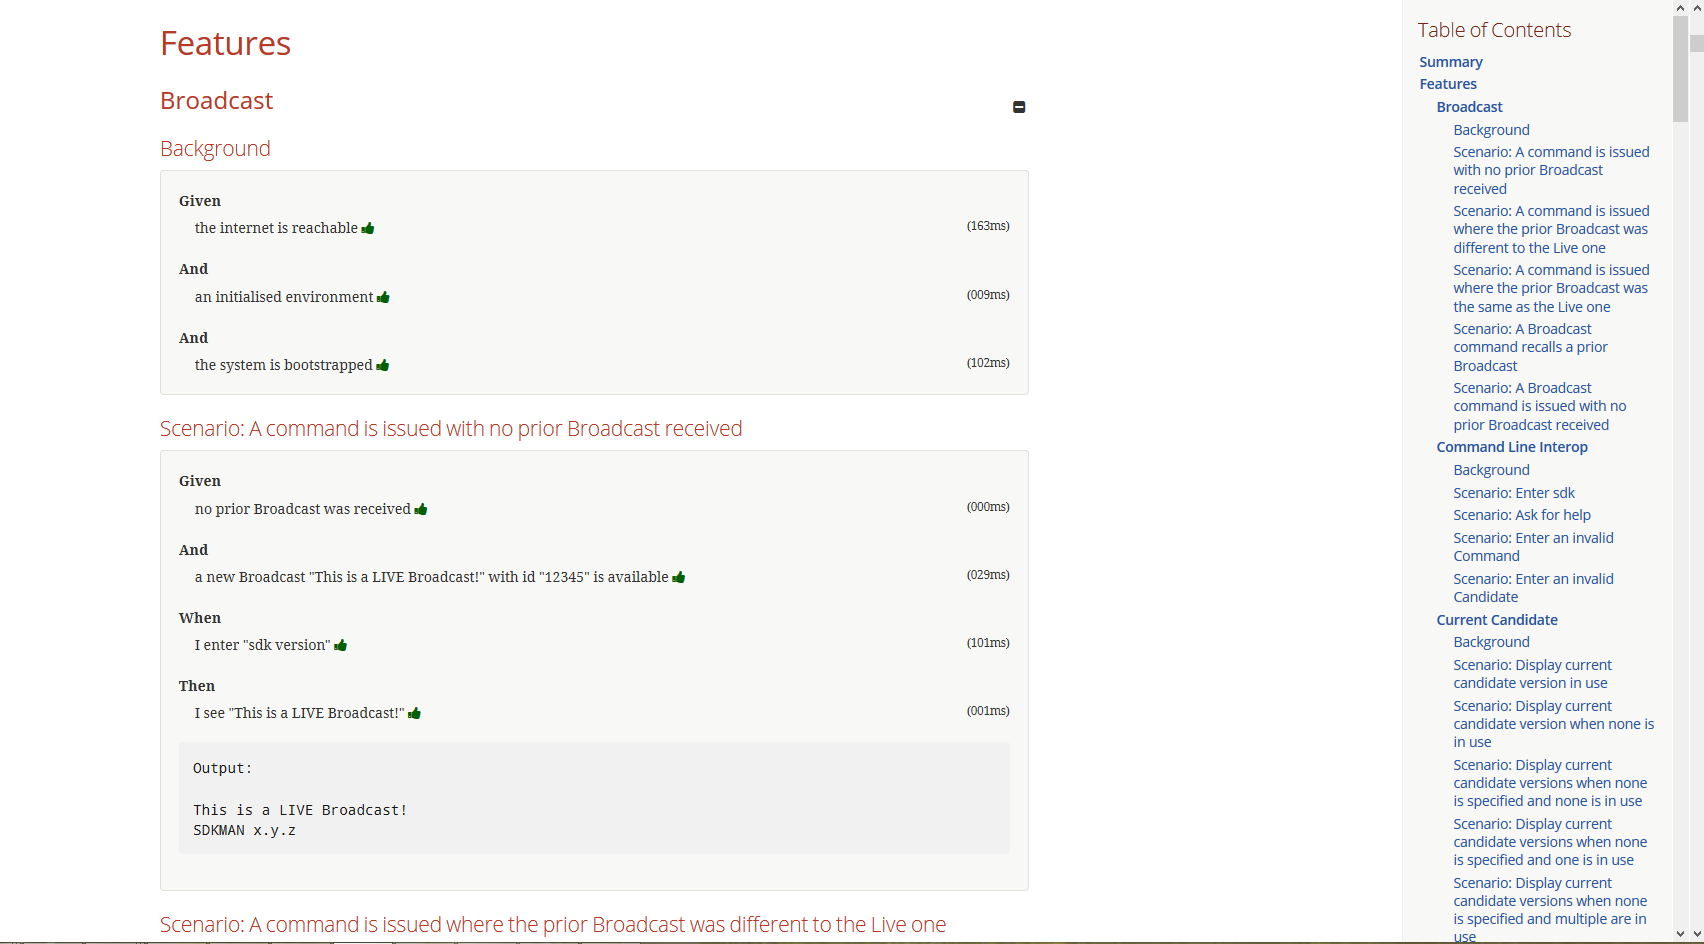 Features
Broadcast
Background
Given
the internet is reachable (163ms)
And
an initialised environment (009ms)
And
the system is bootstrapped (102ms)
Scenario: A command is issued with no prior Broadcast received
Given
no prior Broadcast was received (000ms)
And
a new Broadcast "This is a LIVE Broadcast!" with id "12345" is available (029ms)
When
I enter "sdk version" (101ms)
Then
I see "This is a LIVE Broadcast!" (001ms)
Output:
This is a LIVE Broadcast!
SDKMAN x.y.z
Scenario: A command is issued where the prior Broadcast was different to the Live one
Table of Contents
Summary
Features
Broadcast
Background
Scenario: A command is issued
with no prior Broadcast
received
Scenario: A command is issued
where the prior Broadcast was
different to the Live one
Scenario: A command is issued
where the prior Broadcast was
the same as the Live one
Scenario: A Broadcast
command recalls a prior
Broadcast
Scenario: A Broadcast
command is issued with no
prior Broadcast received
Command Line Interop
Background
Scenario: Enter sdk
Scenario: Ask for help
Scenario: Enter an invalid
Command
Scenario: Enter an invalid
Candidate
Current Candidate
Background
Scenario: Display current
candidate version in use
Scenario: Display current
candidate version when none is
in use
Scenario: Display current
candidate versions when none
is specified and none is in use
Scenario: Display current
candidate versions when none
is specified and one is in use
Scenario: Display current
candidate versions when none
is specified and multiple are in
use